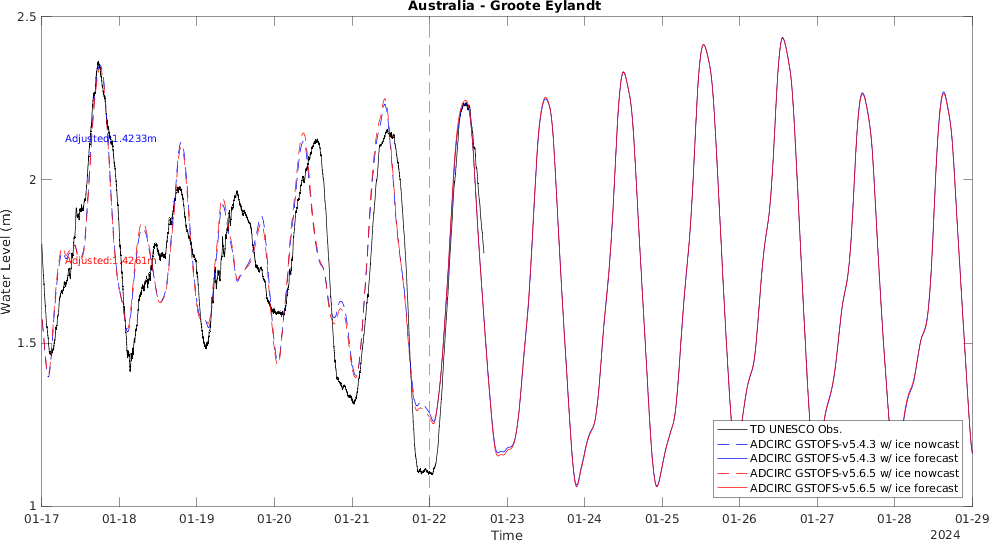 Australia - Groote Eylandt
2.5
2
1.5
1
Water Level (m)
Adjusted:1.4233m
Adjusted:1.4261m
TD UNESCO Obs.
ADCIRC GSTOFS-v5.4.3 w/ ice nowcast
ADCIRC GSTOFS-v5.4.3 w/ ice forecast
ADCIRC GSTOFS-v5.6.5 w/ ice nowcast
ADCIRC GSTOFS-v5.6.5 w/ ice forecast
01-17 01-18 01-19 01-20 01-21 01-22 01-23 01-24 01-25 01-26 01-27 01-28 01-29
Time
2024